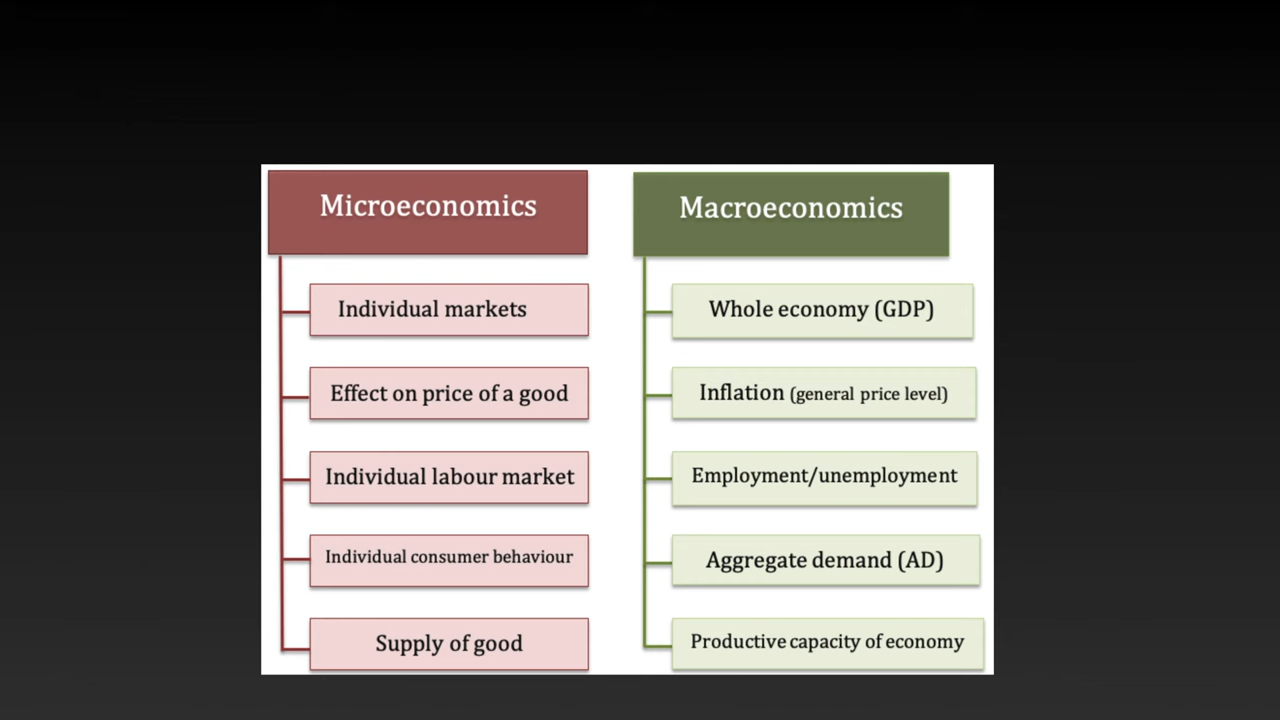 Microeconomics
Individual markets
Effect on price of a good
Individual labour market
Individual consumer behaviour
Supply of good
Macroeconomics
Whole economy (GDP)
Inflation (general price level)
Employment/unemployment
Aggregate demand (AD)
Productive capacity of economy